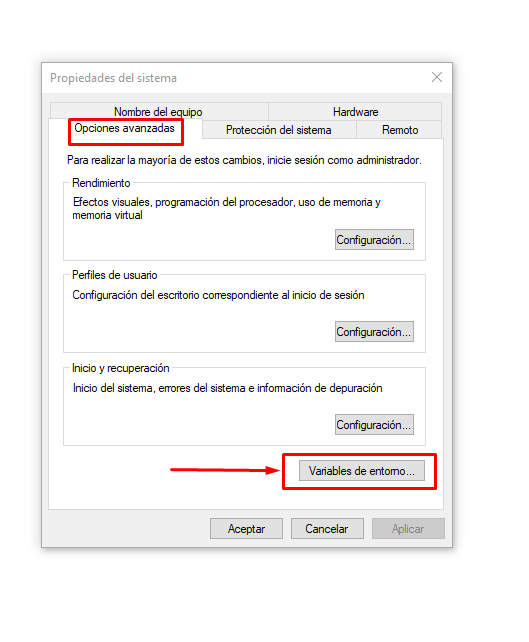 Propiedades del sistema
Nombre del equipo
Hardware
Opciones avanzadas
Protección del sistema
Remoto
Para realizar la mayoría de estos cambios, inicie sesión como administrador.
Rendimiento
Efectos visuales, programación del procesador, uso de memoria y
memoria virtual
Configuración...
Perfiles de usuario
Configuración del escritorio correspondiente al inicio de sesión
Configuración...
Inicio y recuperación
Inicio del sistema, errores del sistema e información de depuración
Configuración...
Variables de entorno...
Aceptar
Cancelar
Aplicar